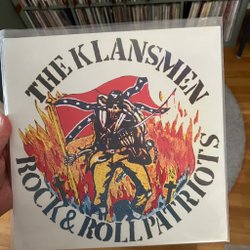 THE KLANSMEN
ROCK & ROLL PATRIOTS